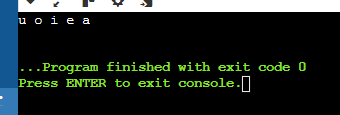 u o i e a
...Program finished with exit code 0
Press ENTER to exit console.